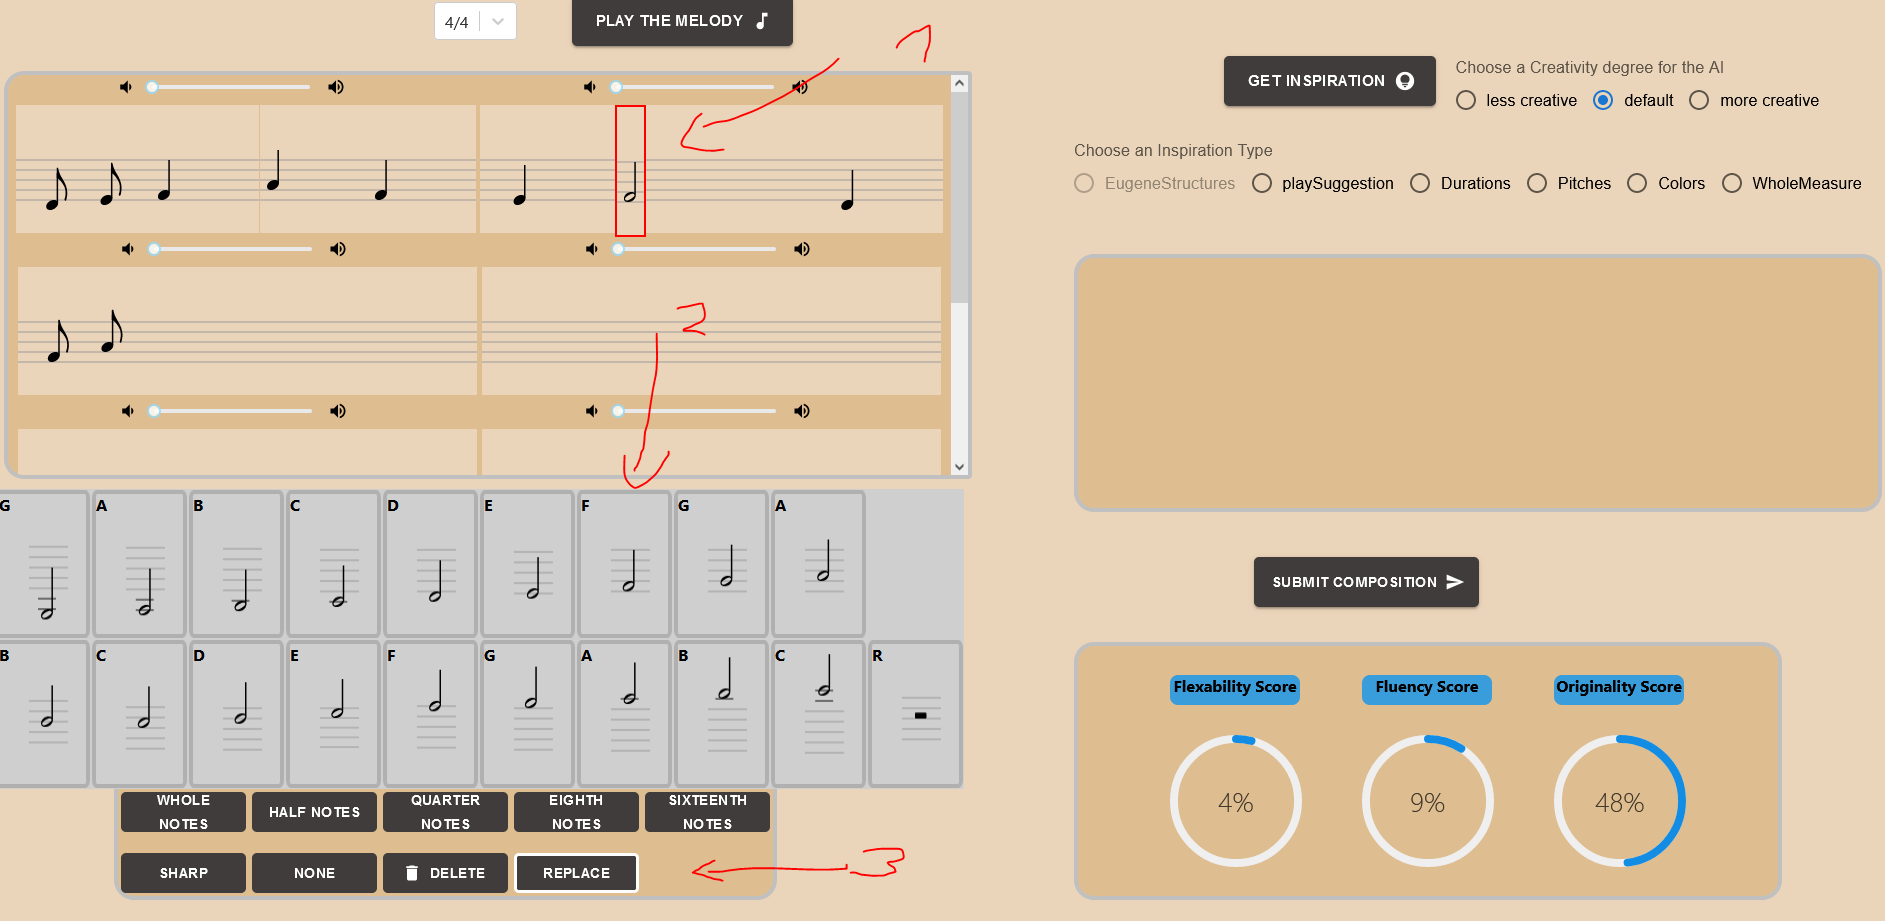 4/4
PLAY THE MELODY
1
GET INSPIRATION
Choose a Creativity degree for the AI
less creative default more creative
Choose an Inspiration Type
EugeneStructures playSuggestion Durations Pitches Colors WholeMeasure
2
G A B C D E F G A
B C D E F G A B C R
WHOLE NOTES
HALF NOTES
QUARTER NOTES
EIGHTH NOTES
SIXTEENTH NOTES
SHARP
NONE
DELETE
REPLACE
3
SUBMIT COMPOSITION
Flexability Score Fluency Score Originality Score
4% 9% 48%